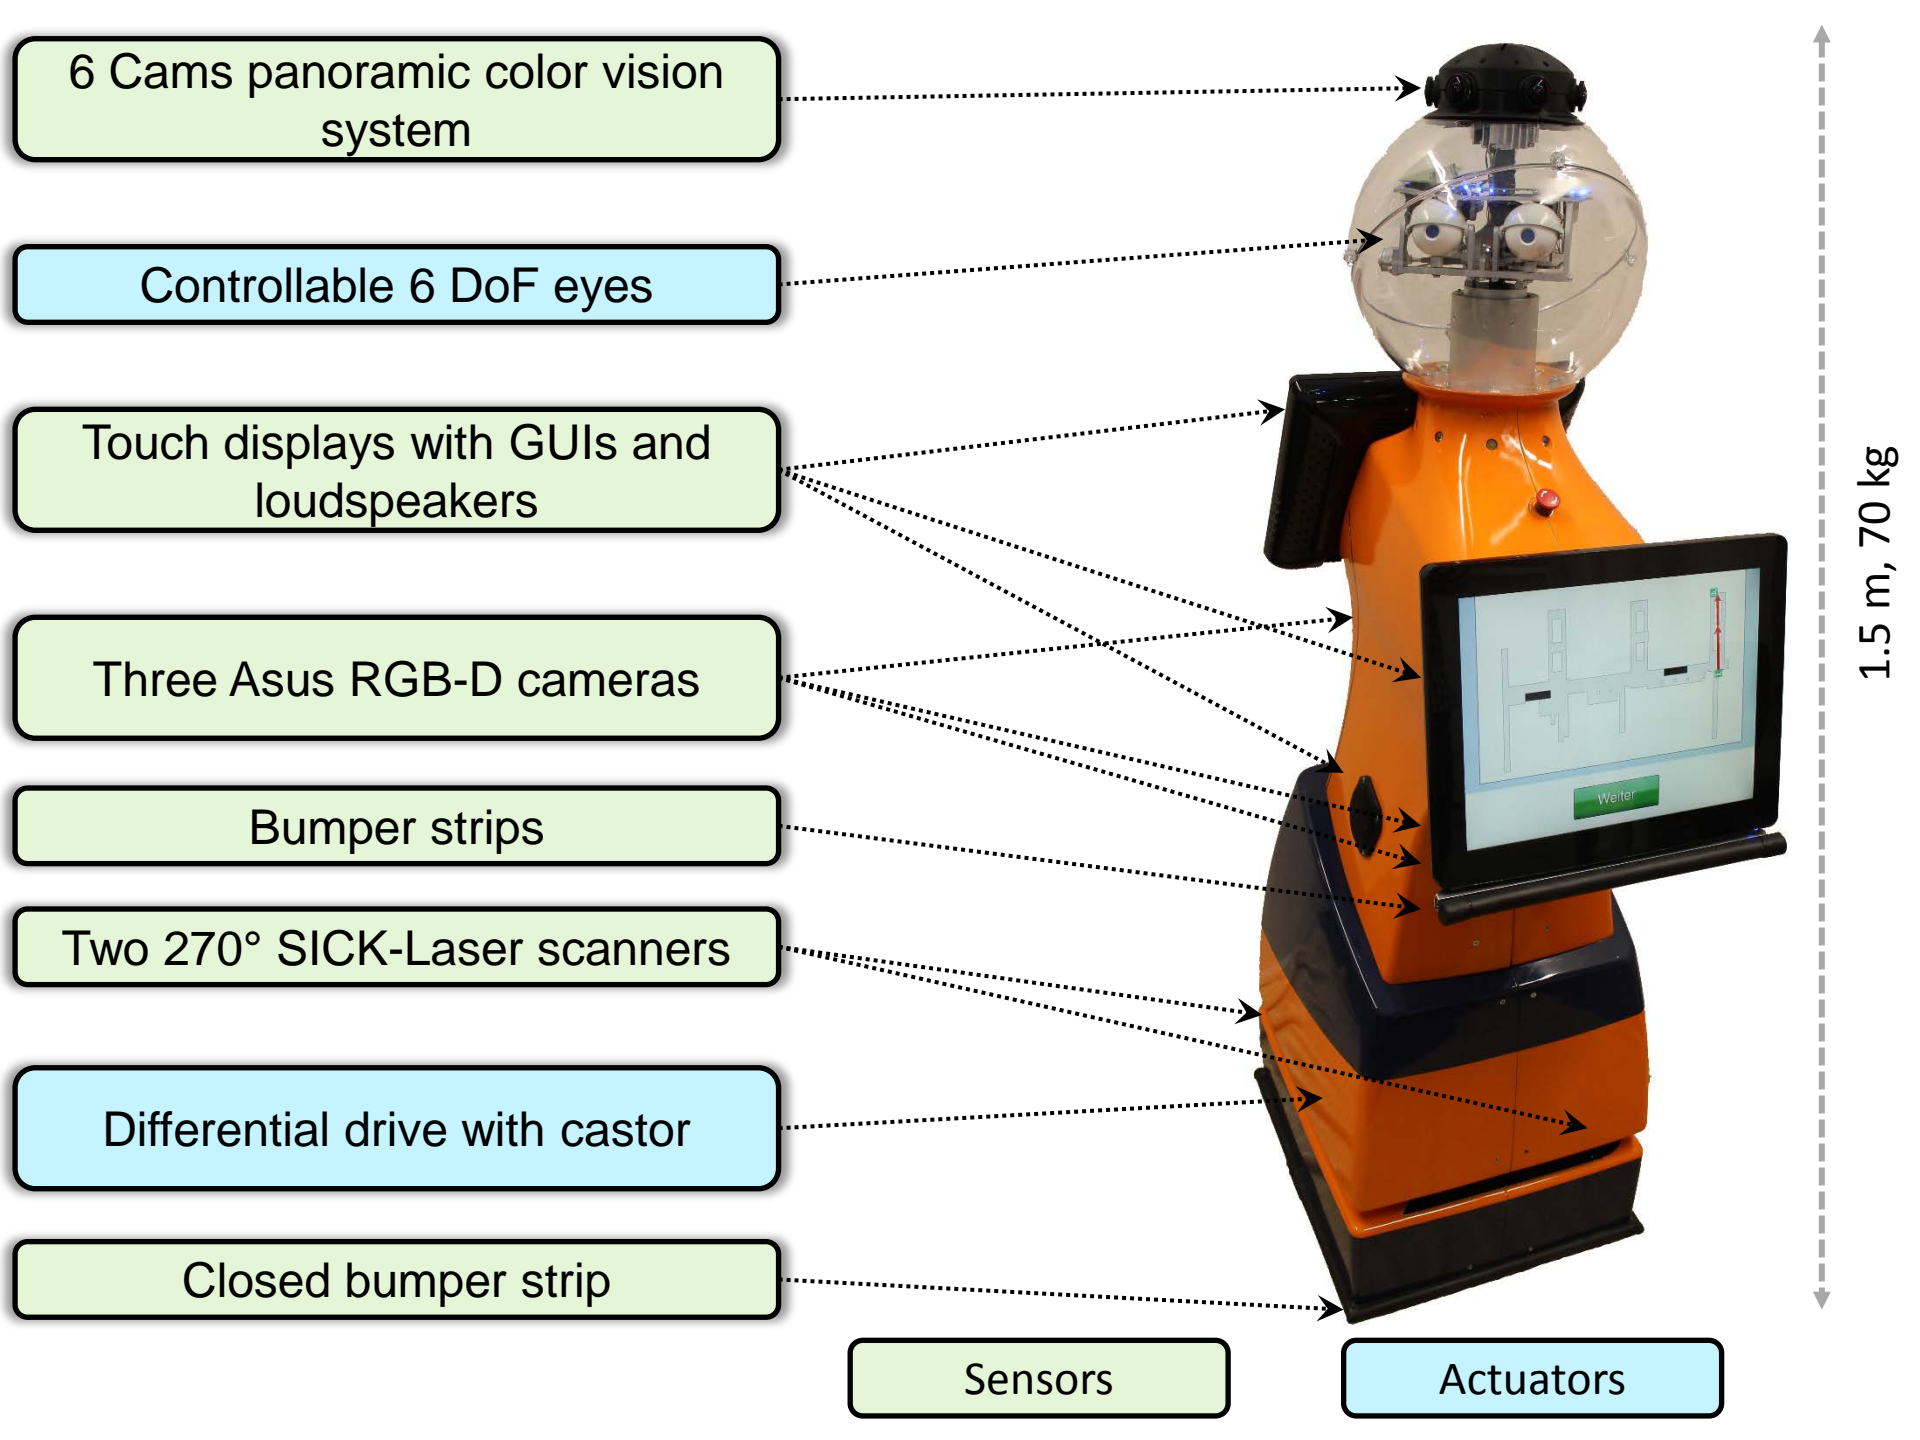 6 Cams panoramic color vision
system
Controllable 6 DoF eyes
Touch displays with GUIs and
loudspeakers
Three Asus RGB-D cameras
Bumper strips
Two 270° SICK-Laser scanners
Differential drive with castor
Closed bumper strip
Weiter
1.5 m, 70 kg
Sensors
Actuators